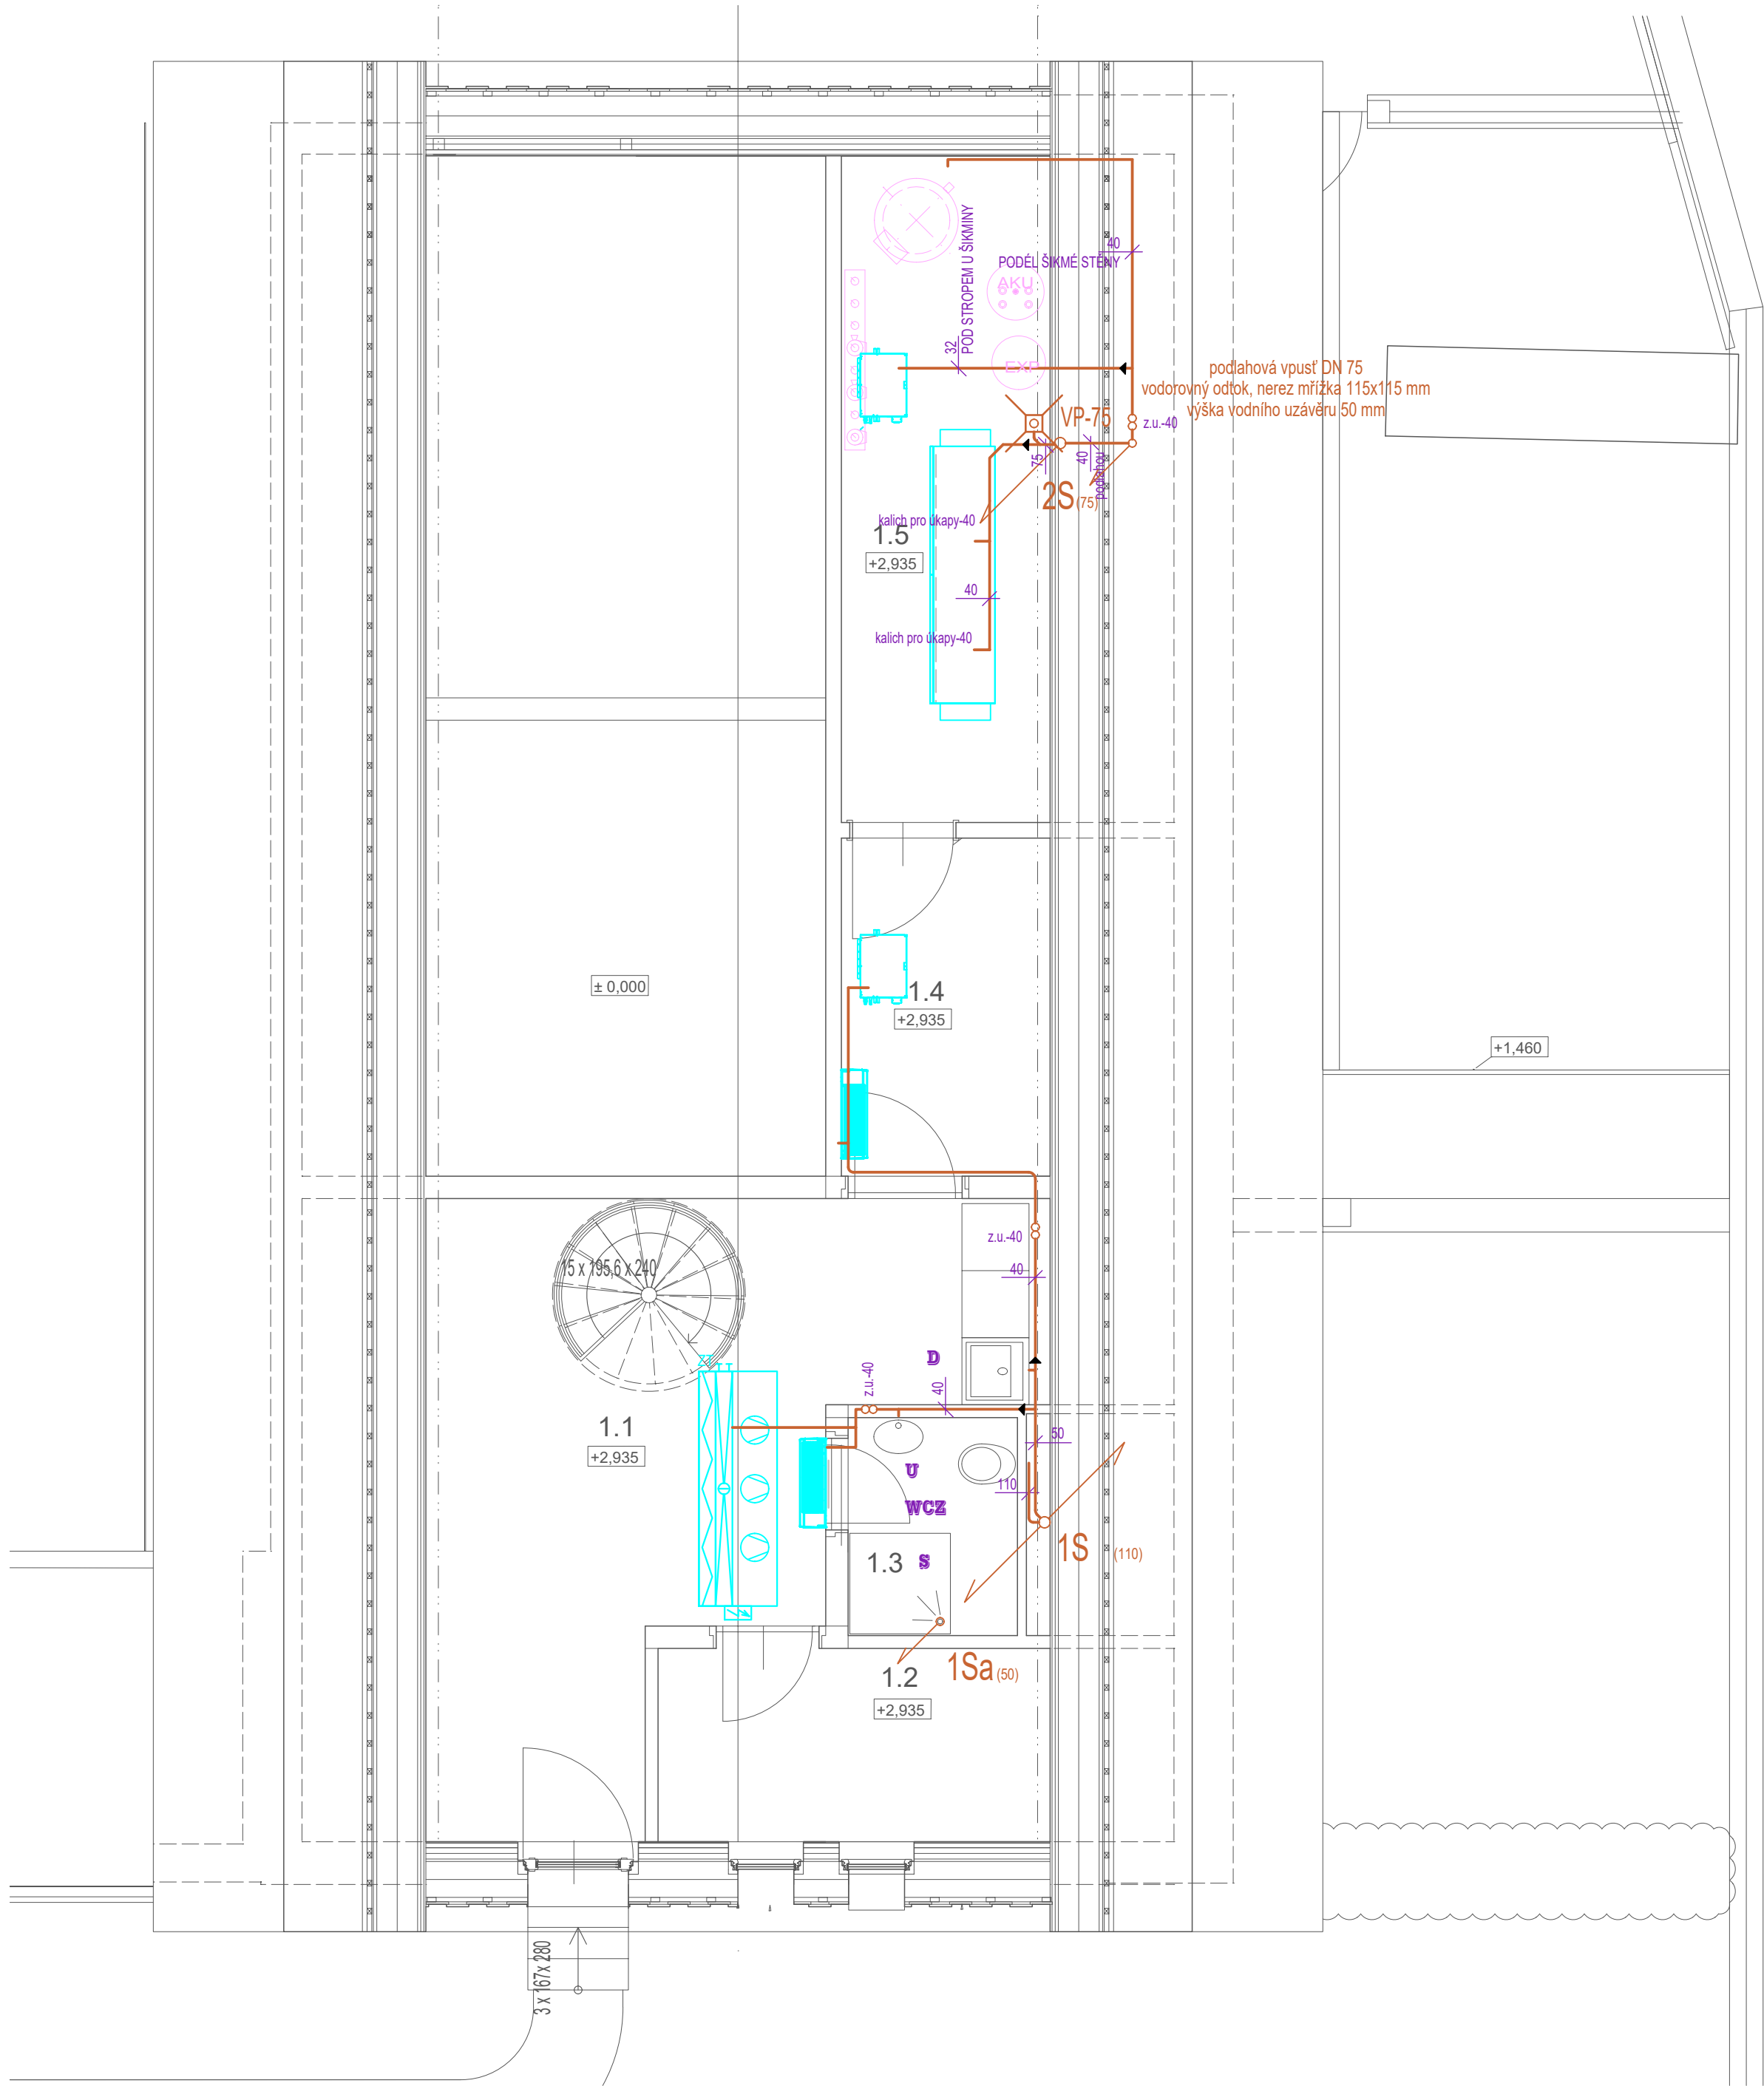 40
PODÉL ŠIKMÉ STĚNY
POD STROPEM U ŠIKMINY
32
AKU
EXP
podlahová vpusť DN 75
vodorovný odtok, nerez mřížka 115x115 mm
výška vodního uzávěru 50 mm
VP-75
z.u.-40
75
40
podlahou
2S (75)
kalich pro úkapy-40
1.5
+2,935
40
kalich pro úkapy-40
± 0,000
1.4
+2,935
+1,460
z.u.-40
15 x 195,6 x 240
40
D
z.u.-40
40
1.1
+2,935
50
U
110
WCZ
1S (110)
1.3
S
1Sa (50)
1.2
+2,935
3 x 167x 280